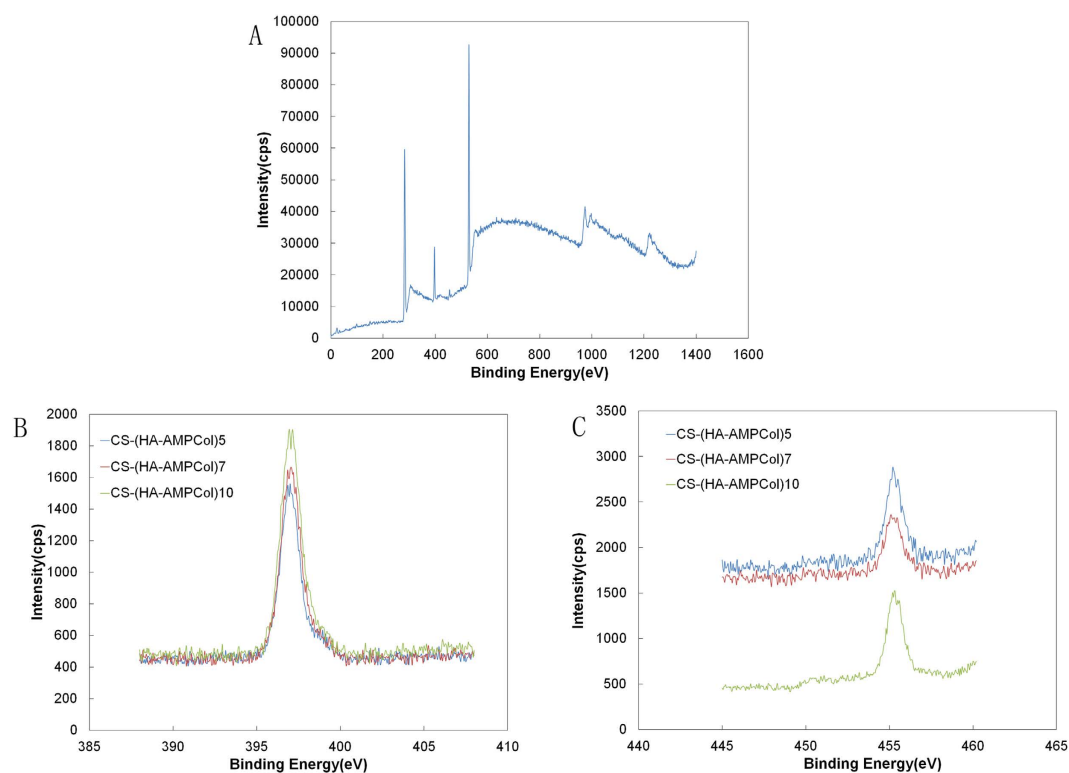 A
100000
90000
80000
70000
60000
50000
40000
30000
20000
10000
0
Intensity(cps)
0 200 400 600 800 1000 1200 1400 1600
Binding Energy(eV)
B
2000
1800
1600
1400
1200
1000
800
600
400
200
0
Intensity(cps)
CS-(HA-AMPCol)5
CS-(HA-AMPCol)7
CS-(HA-AMPCol)10
385 390 395 400 405 410
Binding Energy(eV)
C
3500
3000
2500
2000
1500
1000
500
0
Intensity(cps)
CS-(HA-AMPCol)5
CS-(HA-AMPCol)7
CS-(HA-AMPCol)10
440 445 450 455 460 465
Binding Energy(eV)